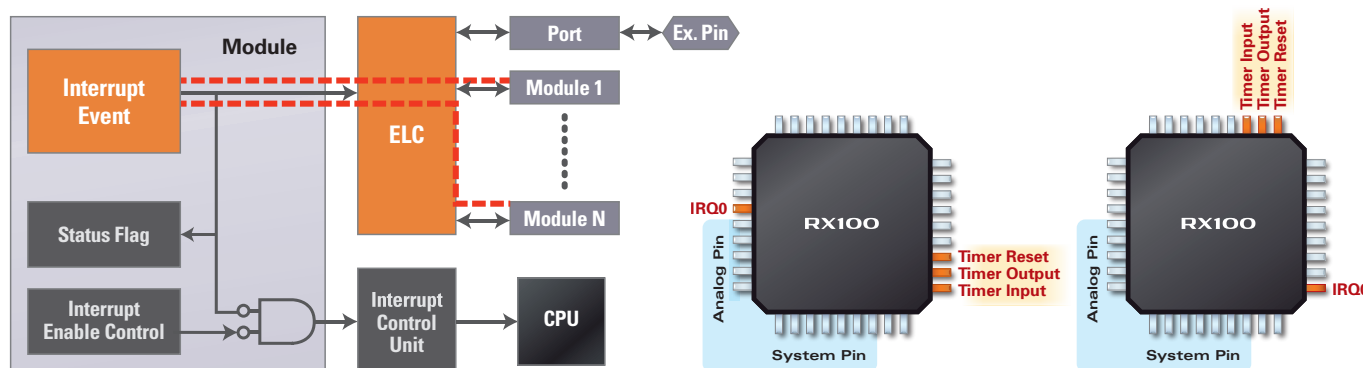 Module
Interrupt
Event
Status Flag
Interrupt
Enable Control
ELC
Port
Ex. Pin
Module 1
Module N
Interrupt
Control
Unit
CPU
IRQ0
RX100
Timer Reset
Timer Output
Timer Input
Analog Pin
System Pin
Timer Input
Timer Output
Timer Reset
RX100
IRQ0
Analog Pin
System Pin